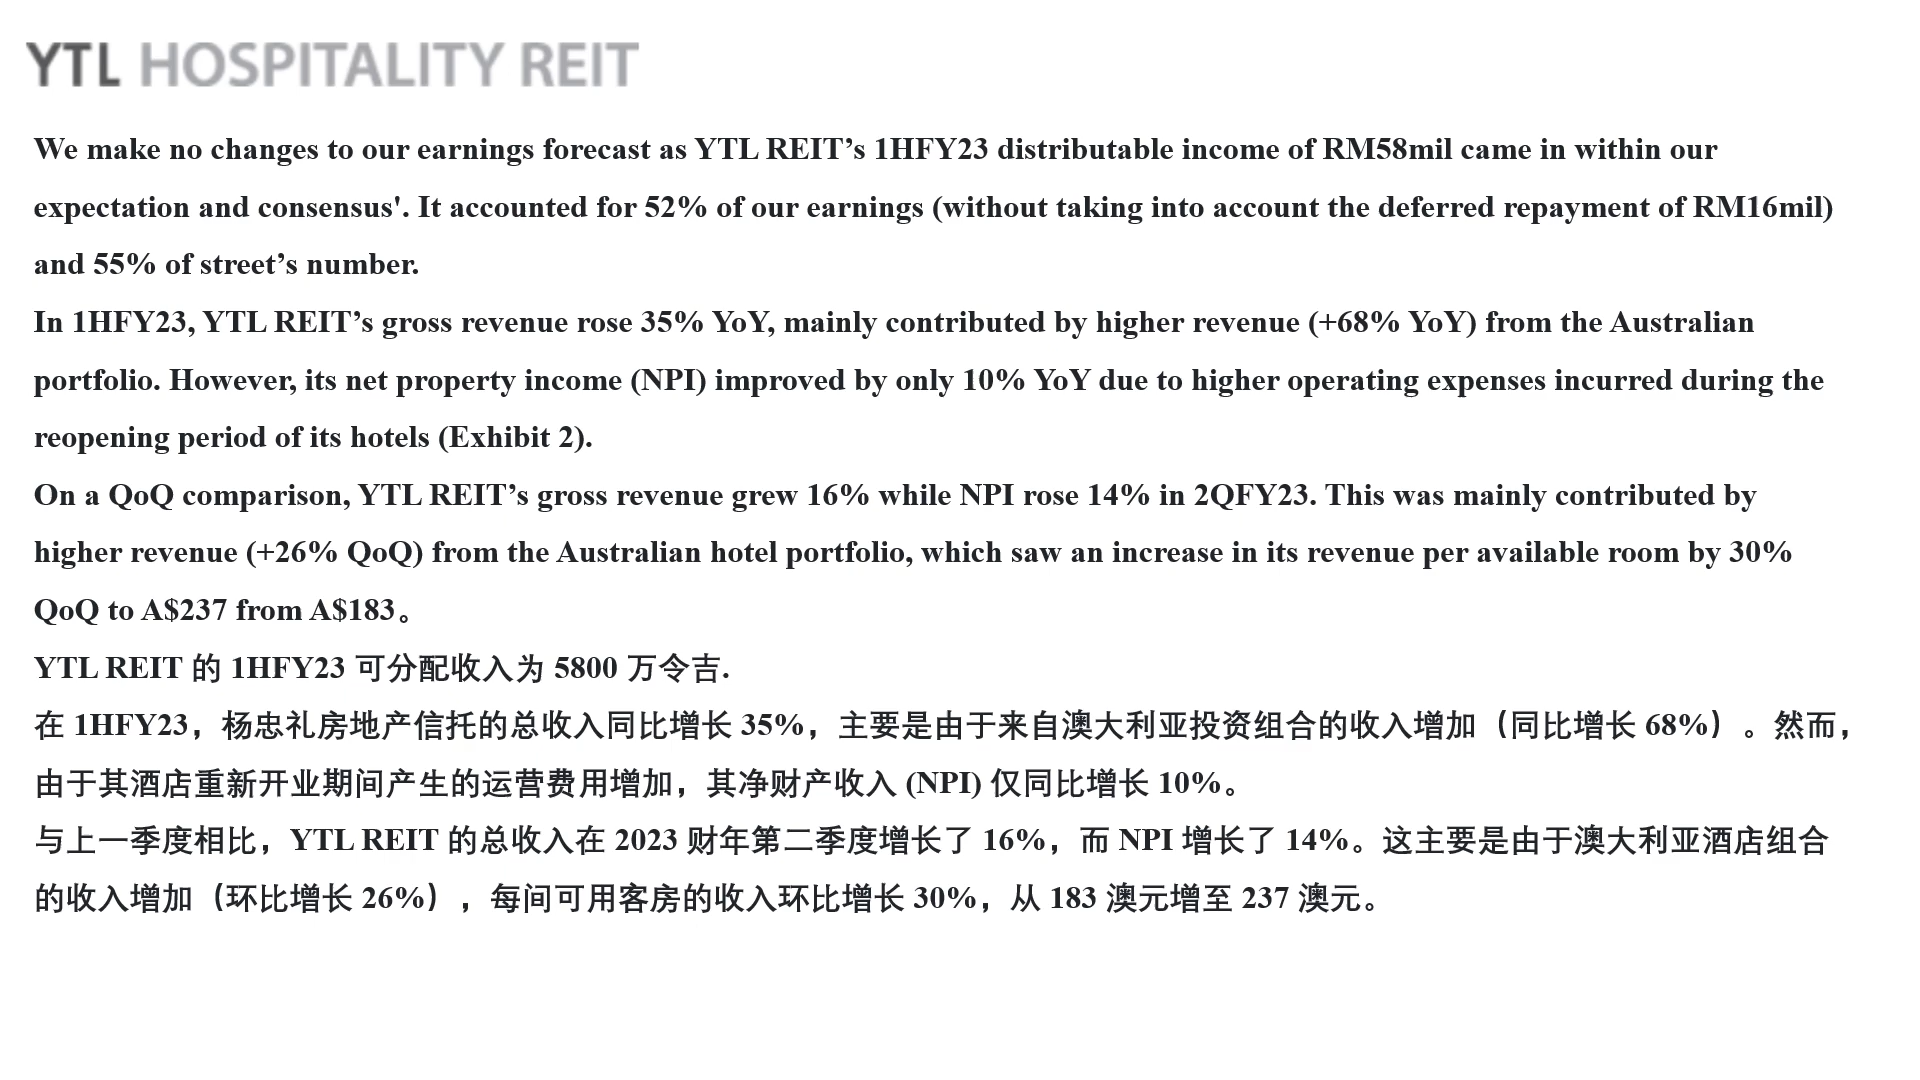 YTL HOSPITALITY REIT
We make no changes to our earnings forecast as YTL REIT’s 1HFY23 distributable income of RM58mil came in within our
expectation and consensus'. It accounted for 52% of our earnings (without taking into account the deferred repayment of RM16mil)
and 55% of street’s number.
In 1HFY23, YTL REIT’s gross revenue rose 35% YoY, mainly contributed by higher revenue (+68% YoY) from the Australian
portfolio. However, its net property income (NPI) improved by only 10% YoY due to higher operating expenses incurred during the
reopening period of its hotels (Exhibit 2).
On a QoQ comparison, YTL REIT’s gross revenue grew 16% while NPI rose 14% in 2QFY23. This was mainly contributed by
higher revenue (+26% QoQ) from the Australian hotel portfolio, which saw an increase in its revenue per available room by 30%
QoQ to A$237 from A$183。
YTL REIT 的 1HFY23 可分配收入为 5800 万令吉.
在 1HFY23，杨忠礼房地产信托的总收入同比增长 35%，主要是由于来自澳大利亚投资组合的收入增加（同比增长 68%）。然而，
由于其酒店重新开业期间产生的运营费用增加，其净财产收入 (NPI) 仅同比增长 10%。
与上一季度相比，YTL REIT 的总收入在 2023 财年第二季度增长了 16%，而 NPI 增长了 14%。这主要是由于澳大利亚酒店组合
的收入增加（环比增长 26%），每间可用客房的收入环比增长 30%，从 183 澳元增至 237 澳元。